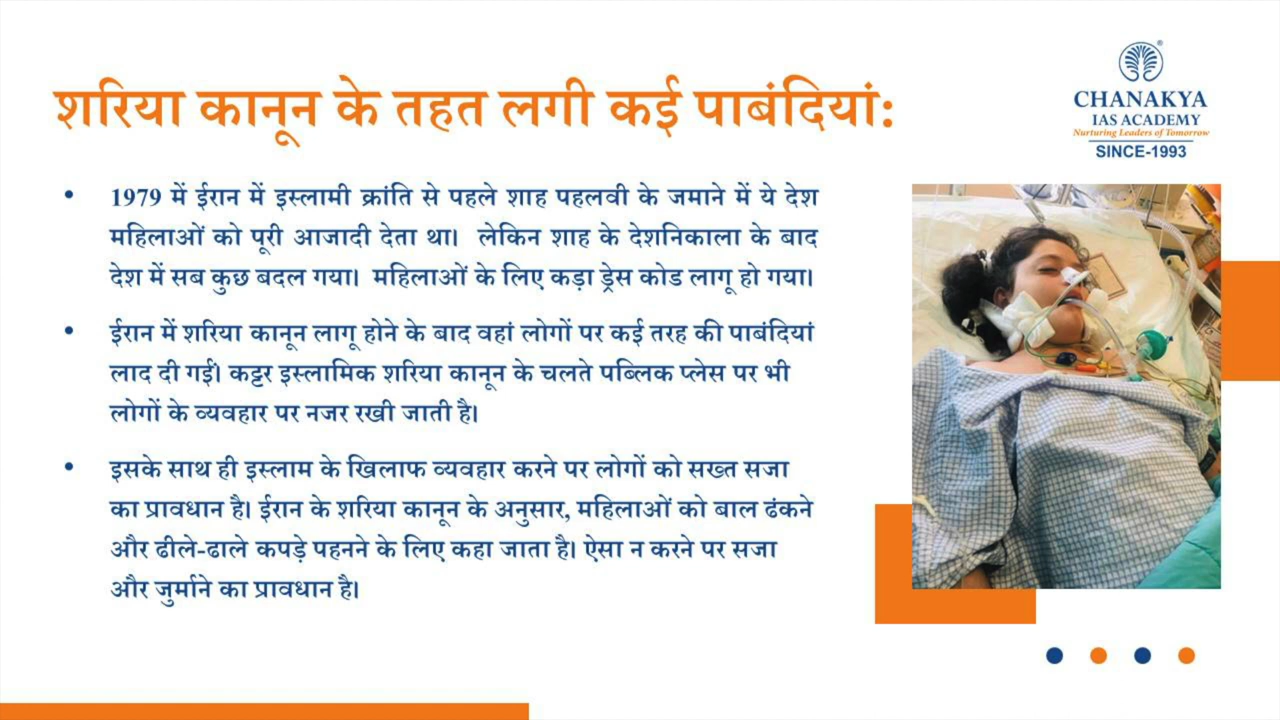 शरिया कानून के तहत लगी कई पाबंदियां:
CHANAKYA
IAS ACADEMY
Nurturing Leaders of Tomorrow
SINCE-1993
• 1979 में ईरान में इस्लामी क्रांति से पहले शाह पहलवी के जमाने में ये देश
महिलाओं को पूरी आजादी देता था। लेकिन शाह के देशनिकाला के बाद
देश में सब कुछ बदल गया। महिलाओं के लिए कड़ा ड्रेस कोड लागू हो गया।
• ईरान में शरिया कानून लागू होने के बाद वहां लोगों पर कई तरह की पाबंदियां
लाद दी गईं। कट्टर इस्लामिक शरिया कानून के चलते पब्लिक प्लेस पर भी
लोगों के व्यवहार पर नजर रखी जाती है।
• इसके साथ ही इस्लाम के खिलाफ व्यवहार करने पर लोगों को सख्त सजा
का प्रावधान है। ईरान के शरिया कानून के अनुसार, महिलाओं को बाल ढंकने
और ढीले-ढाले कपड़े पहनने के लिए कहा जाता है। ऐसा न करने पर सजा
और जुर्माने का प्रावधान है।